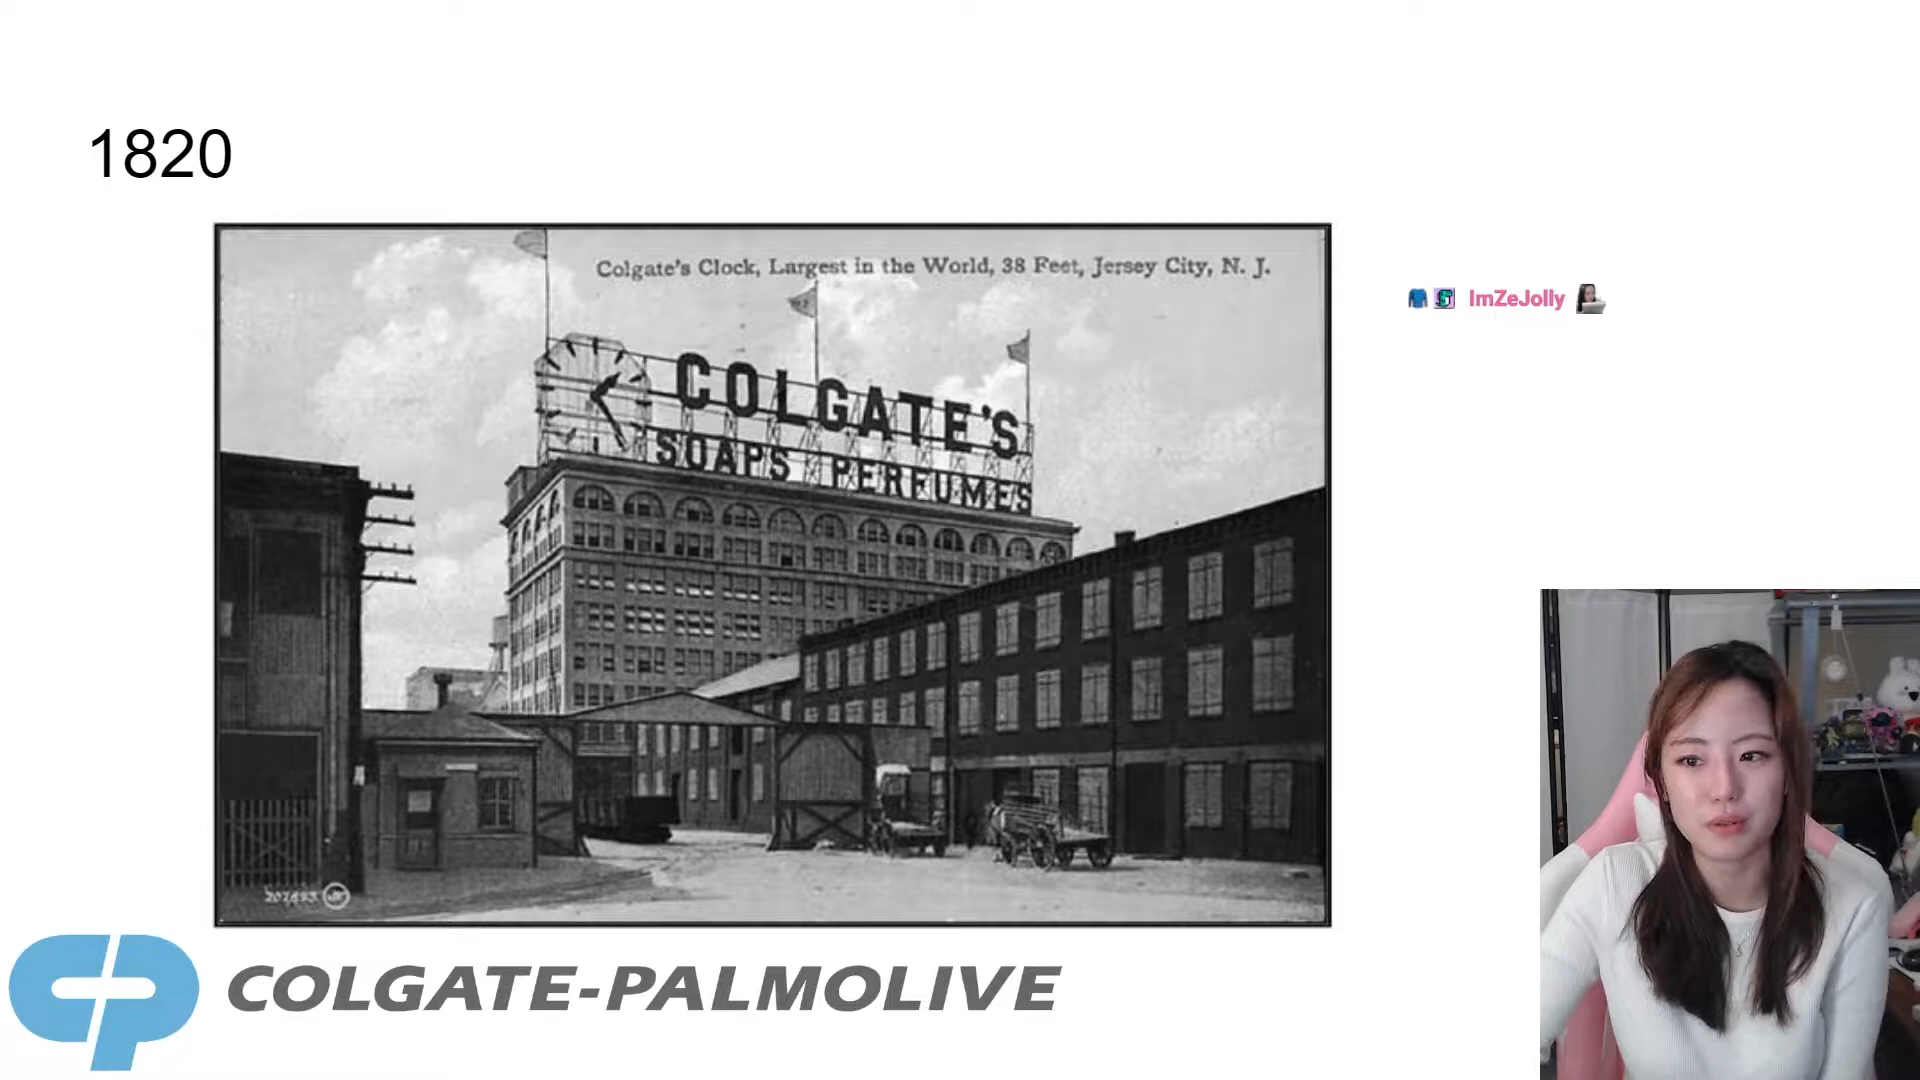 1820
Colgate's Clock, Largest in the World, 38 Feet, Jersey City, N. J.
ImZeJolly
COLGATE'S
SOAPS PERFUMES
COLGATE-PALMOLIVE